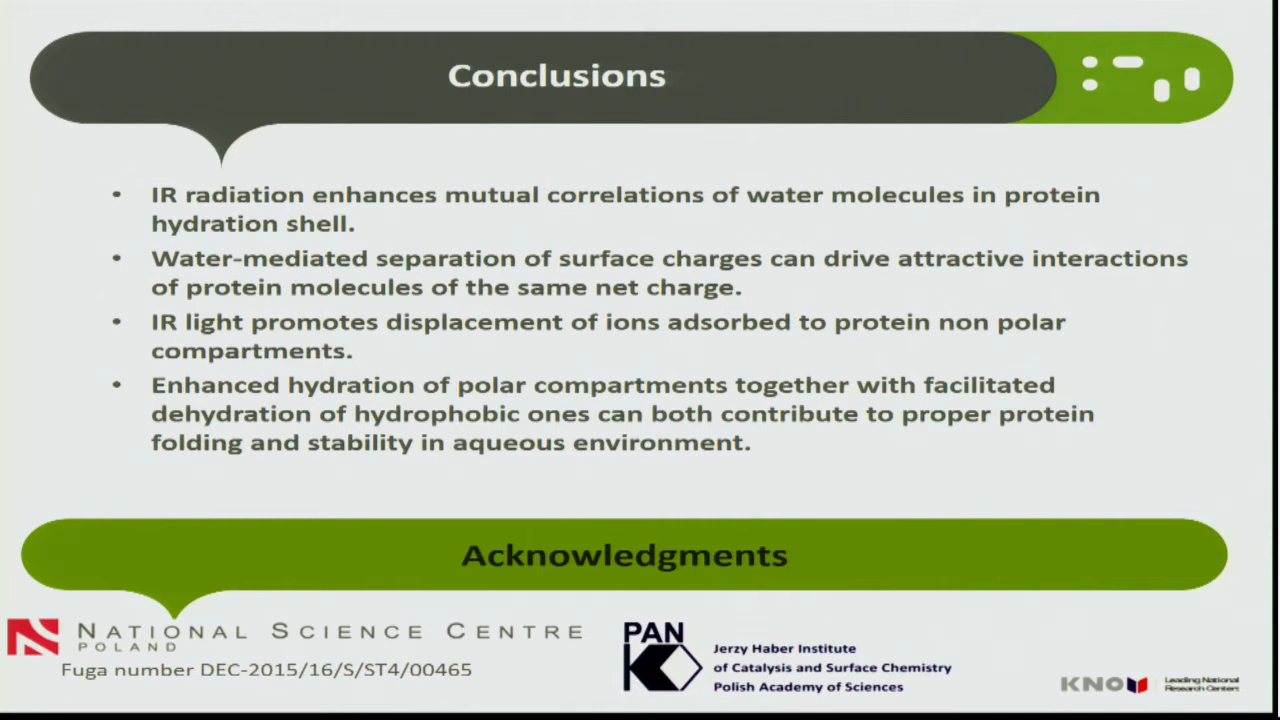 Conclusions
• IR radiation enhances mutual correlations of water molecules in protein
hydration shell.
• Water-mediated separation of surface charges can drive attractive interactions
of protein molecules of the same net charge.
• IR light promotes displacement of ions adsorbed to protein non polar
compartments.
• Enhanced hydration of polar compartments together with facilitated
dehydration of hydrophobic ones can both contribute to proper protein
folding and stability in aqueous environment.
Acknowledgments
NATIONAL SCIENCE CENTRE
POLAND
Fuga number DEC-2015/16/S/ST4/00465
PAN
Jerzy Haber Institute
of Catalysis and Surface Chemistry
Polish Academy of Sciences
KNOW
Leading National
Research Centers